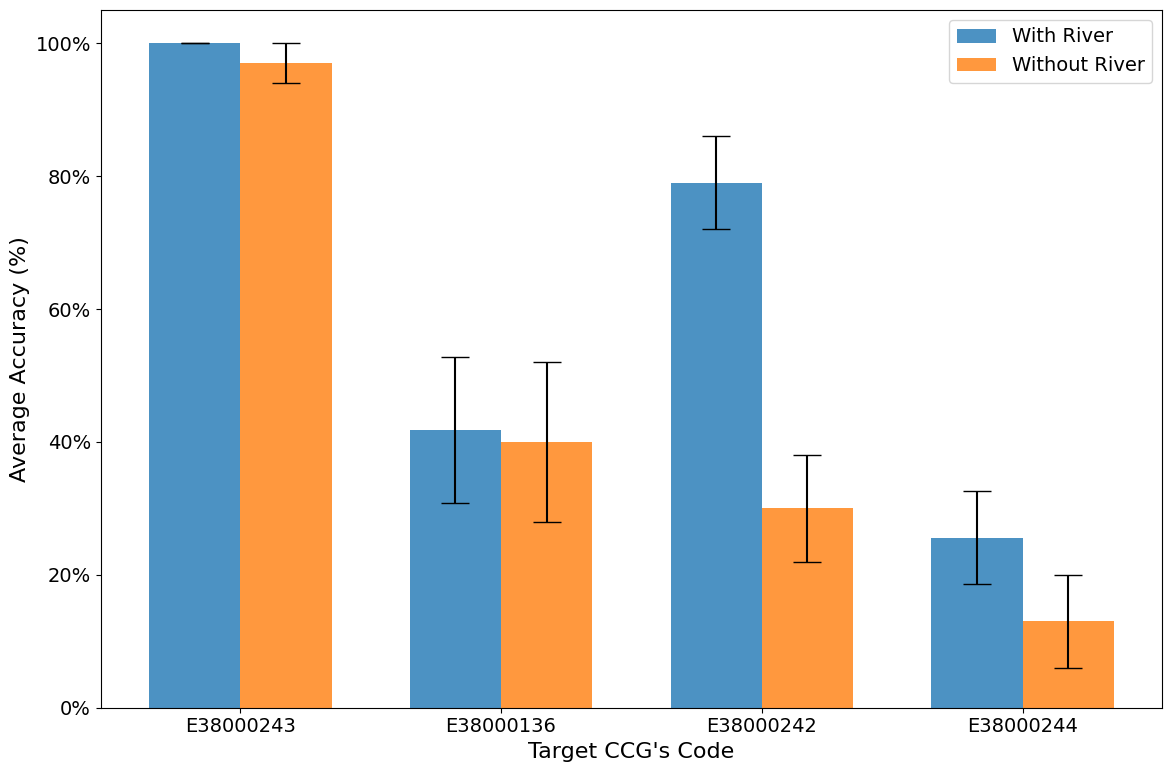 100%
80%
60%
40%
20%
0%
Average Accuracy (%)
With River
Without River
E38000243
E38000136
E38000242
E38000244
Target CCG's Code